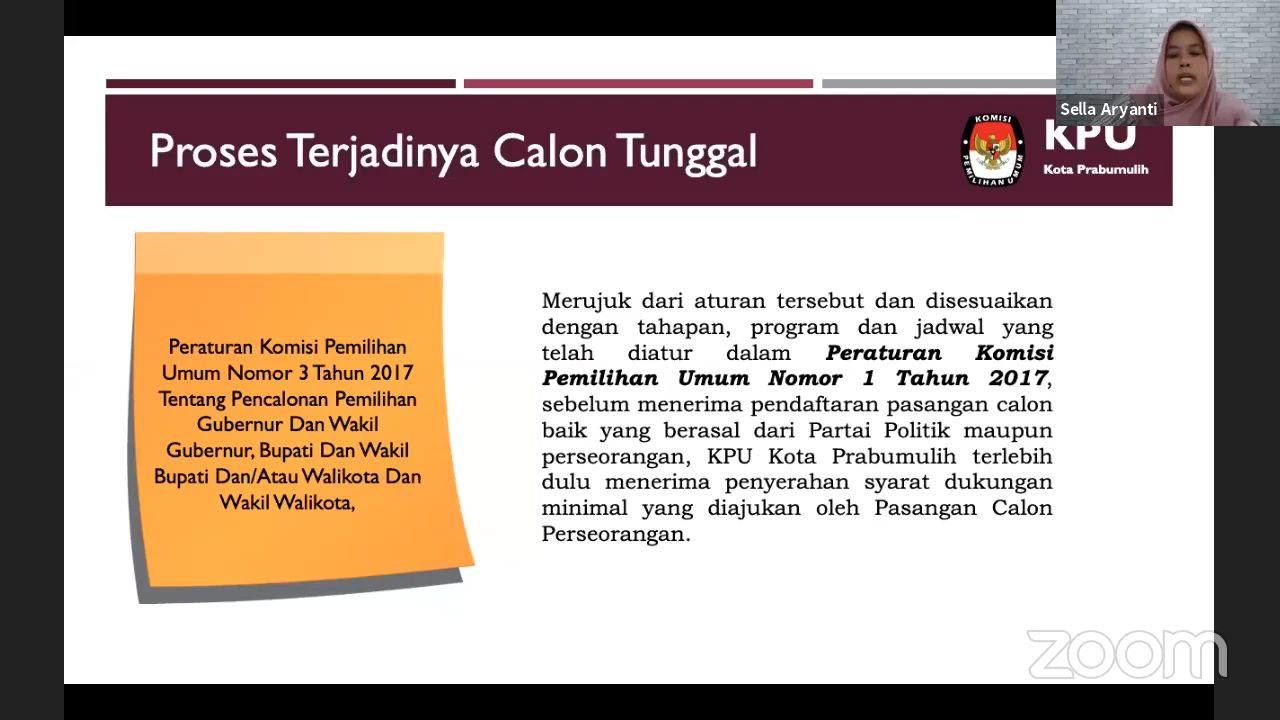 Sella Aryanti
Proses Terjadinya Calon Tunggal
KOMISI
PEMILIHAN UMUM
KPU
Kota Prabumulih
Peraturan Komisi Pemilihan
Umum Nomor 3 Tahun 2017
Tentang Pencalonan Pemilihan
Gubernur Dan Wakil
Gubernur, Bupati Dan Wakil
Bupati Dan/Atau Walikota Dan
Wakil Walikota,
Merujuk dari aturan tersebut dan disesuaikan
dengan tahapan, program dan jadwal yang
telah diatur dalam Peraturan Komisi
Pemilihan Umum Nomor 1 Tahun 2017,
sebelum menerima pendaftaran pasangan calon
baik yang berasal dari Partai Politik maupun
perseorangan, KPU Kota Prabumulih terlebih
dulu menerima penyerahan syarat dukungan
minimal yang diajukan oleh Pasangan Calon
Perseorangan.
zoom